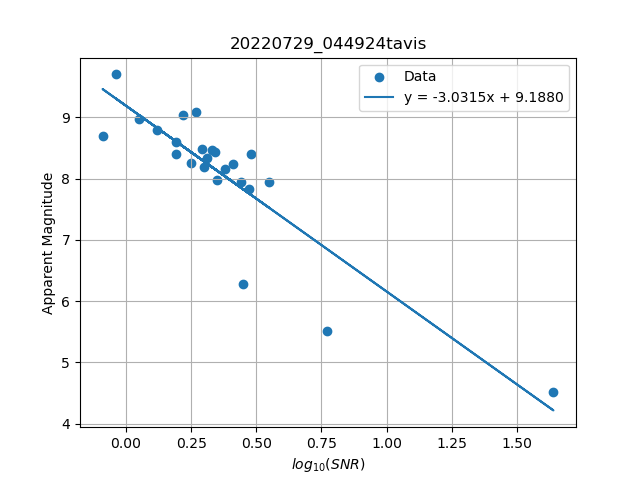 20220729_044924tavis
Data
y = -3.0315x + 9.1880
Apparent Magnitude
9
8
7
6
5
4
0.00 0.25 0.50 0.75 1.00 1.25 1.50
log₁₀(SNR)